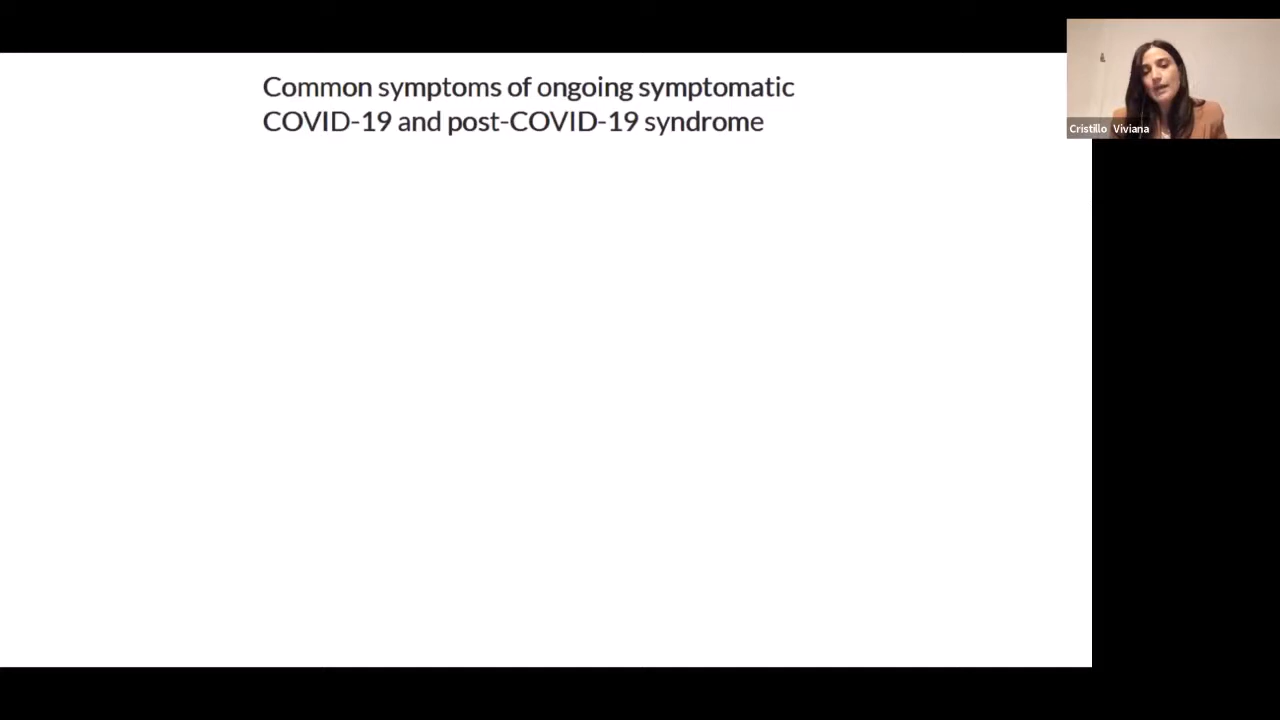 Common symptoms of ongoing symptomatic
COVID-19 and post-COVID-19 syndrome
Cristillo Viviana